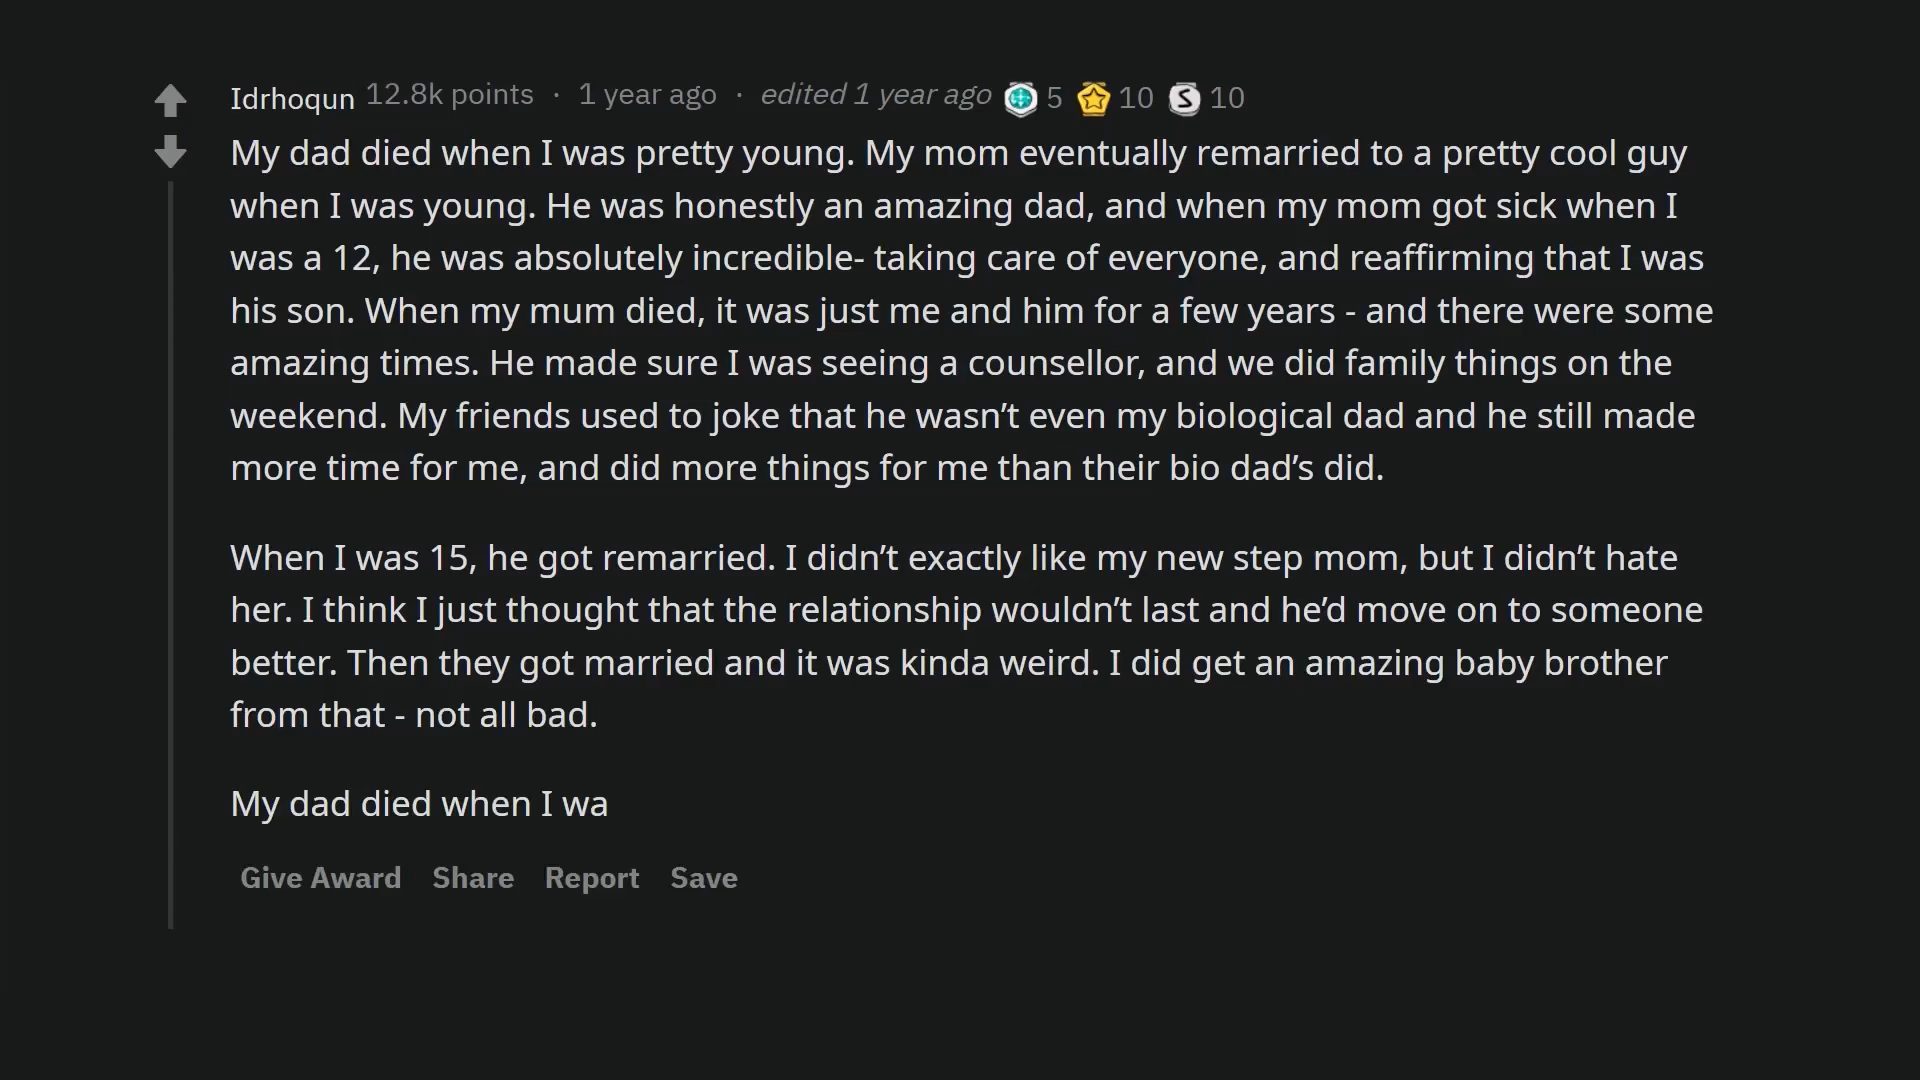 Idrhoqun 12.8k points · 1 year ago · edited 1 year ago 5 10 S 10
My dad died when I was pretty young. My mom eventually remarried to a pretty cool guy
when I was young. He was honestly an amazing dad, and when my mom got sick when I
was a 12, he was absolutely incredible- taking care of everyone, and reaffirming that I was
his son. When my mum died, it was just me and him for a few years - and there were some
amazing times. He made sure I was seeing a counsellor, and we did family things on the
weekend. My friends used to joke that he wasn’t even my biological dad and he still made
more time for me, and did more things for me than their bio dad’s did.
When I was 15, he got remarried. I didn’t exactly like my new step mom, but I didn’t hate
her. I think I just thought that the relationship wouldn’t last and he’d move on to someone
better. Then they got married and it was kinda weird. I did get an amazing baby brother
from that - not all bad.
My dad died when I wa
Give Award Share Report Save